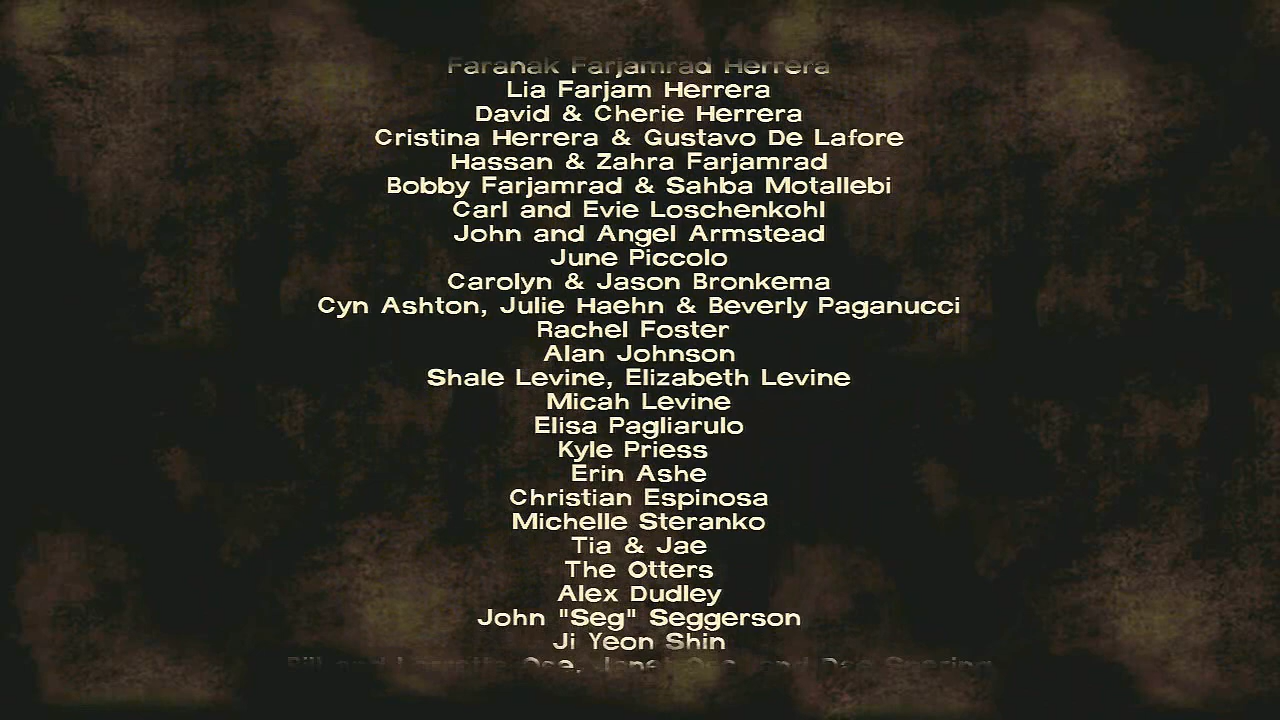 Faranak Farjamrad Herrera
Lia Farjam Herrera
David & Cherie Herrera
Cristina Herrera & Gustavo De Lafore
Hassan & Zahra Farjamrad
Bobby Farjamrad & Sahba Motallebi
Carl and Evie Loschenkohl
John and Angel Armstead
June Piccolo
Carolyn & Jason Bronkema
Cyn Ashton, Julie Haehn & Beverly Paganucci
Rachel Foster
Alan Johnson
Shale Levine, Elizabeth Levine
Micah Levine
Elisa Pagliarulo
Kyle Priess
Erin Ashe
Christian Espinosa
Michelle Steranko
Tia & Jae
The Otters
Alex Dudley
John "Seg" Seggerson
Ji Yeon Shin
Bill and